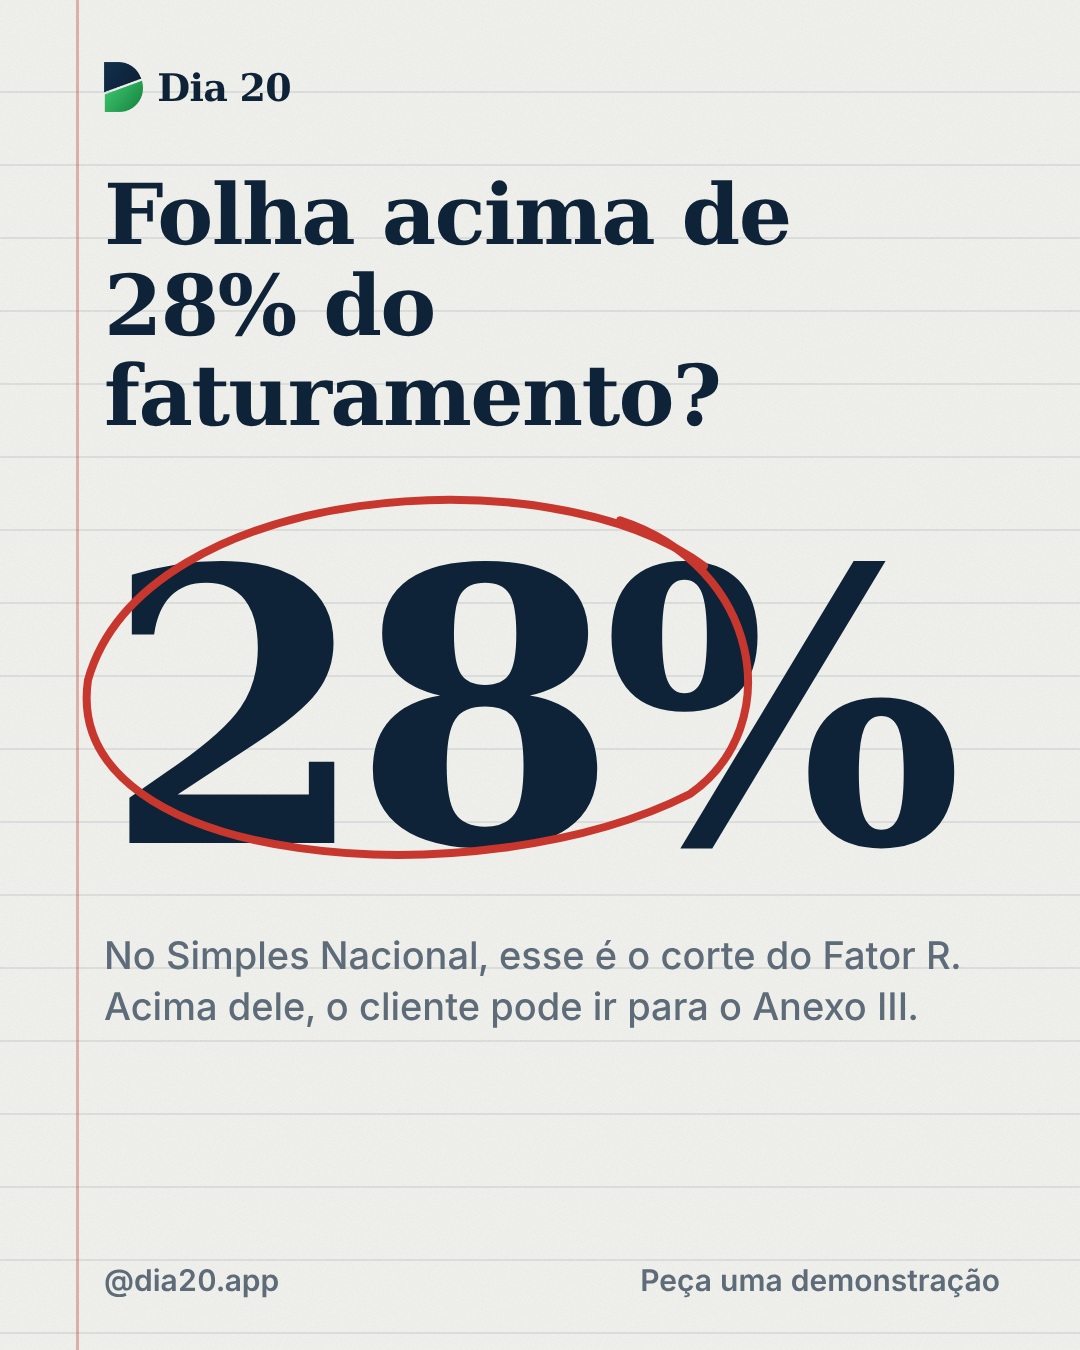 Dia 20
Folha acima de
28% do
faturamento?
28%
No Simples Nacional, esse é o corte do Fator R.
Acima dele, o cliente pode ir para o Anexo III.
@dia20.app
Peça uma demonstração